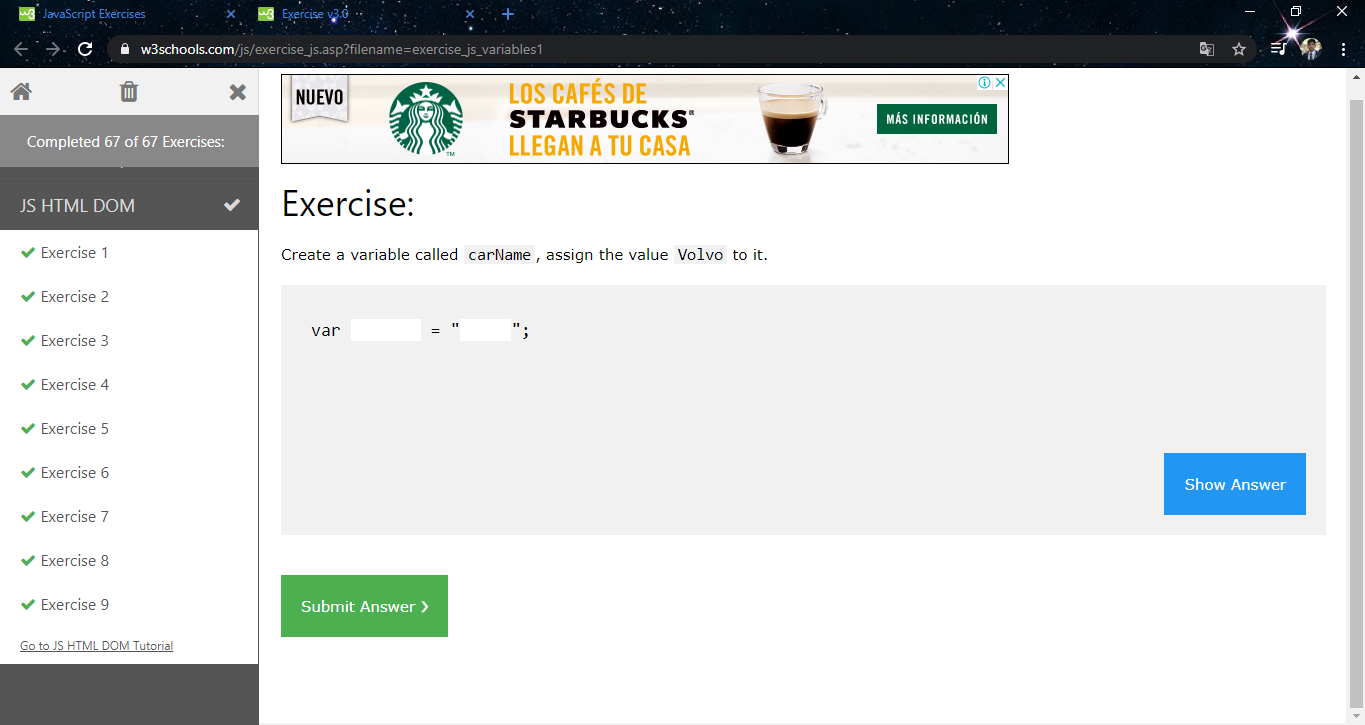 JavaScript Exercises
Exercise v3.0
w3schools.com/js/exercise_js.asp?filename=exercise_js_variables1
Completed 67 of 67 Exercises:
JS HTML DOM
Exercise 1
Exercise 2
Exercise 3
Exercise 4
Exercise 5
Exercise 6
Exercise 7
Exercise 8
Exercise 9
Go to JS HTML DOM Tutorial
NUEVO
LOS CAFÉS DE
STARBUCKS®
LLEGAN A TU CASA
MÁS INFORMACIÓN
Exercise:
Create a variable called carName, assign the value Volvo to it.
var = "";
Show Answer
Submit Answer ❯